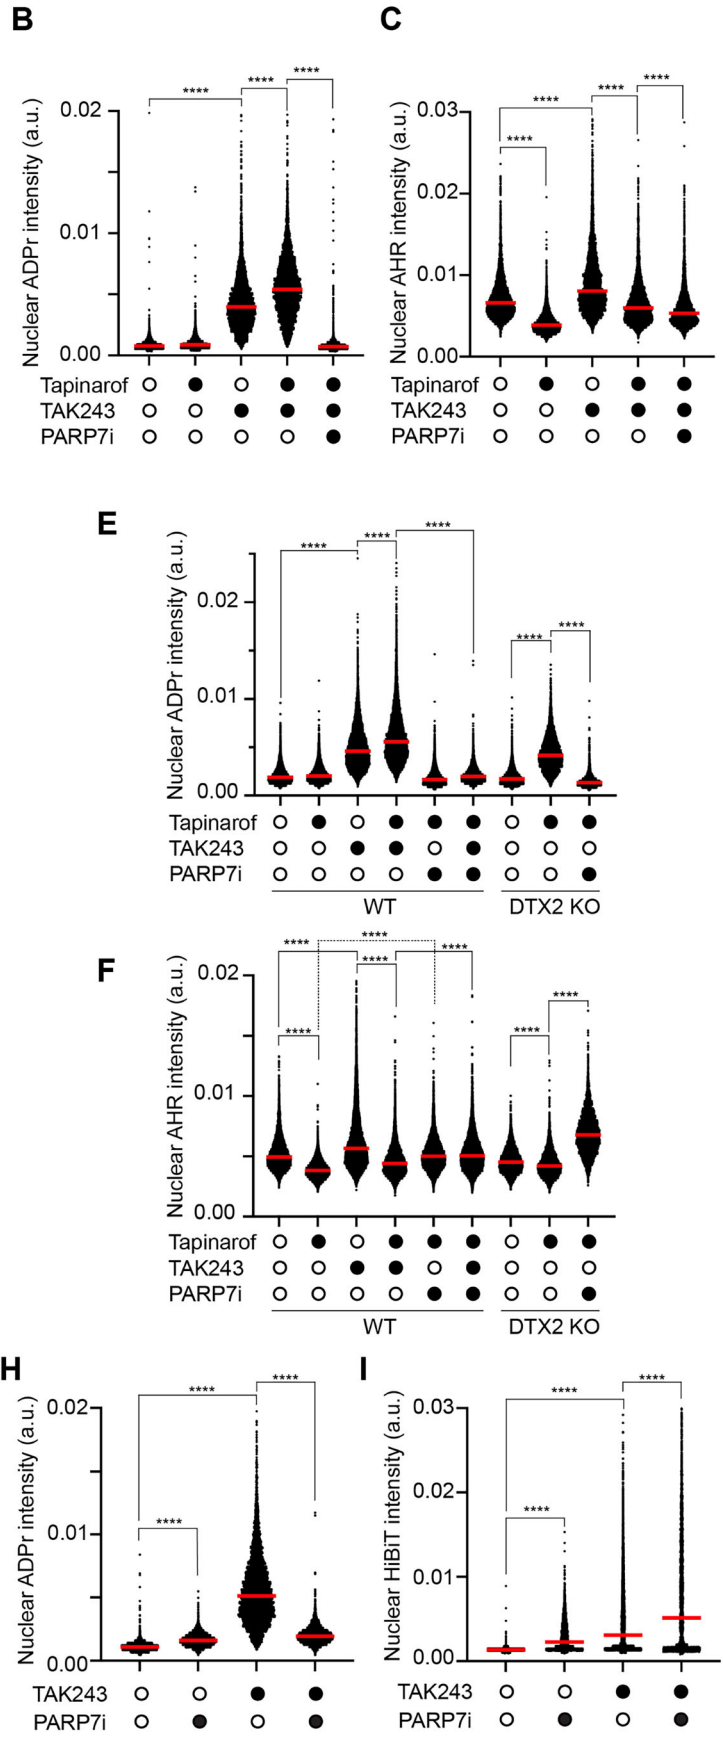 B
C
**** **** ****
Nuclear ADPr intensity (a.u.)
0.02
0.01
0.00
Tapinarof
TAK243
PARP7i
**** **** **** ****
Nuclear AHR intensity (a.u.)
0.03
0.02
0.01
0.00
Tapinarof
TAK243
PARP7i
E
**** **** **** **** ****
Nuclear ADPr intensity (a.u.)
0.02
0.01
0.00
Tapinarof
TAK243
PARP7i
WT DTX2 KO
F
**** **** **** **** **** **** ****
Nuclear AHR intensity (a.u.)
0.02
0.01
0.00
Tapinarof
TAK243
PARP7i
WT DTX2 KO
H
**** **** ****
Nuclear ADPr intensity (a.u.)
0.02
0.01
0.00
TAK243
PARP7i
I
**** **** ****
Nuclear HiBiT intensity (a.u.)
0.03
0.02
0.01
0.00
TAK243
PARP7i